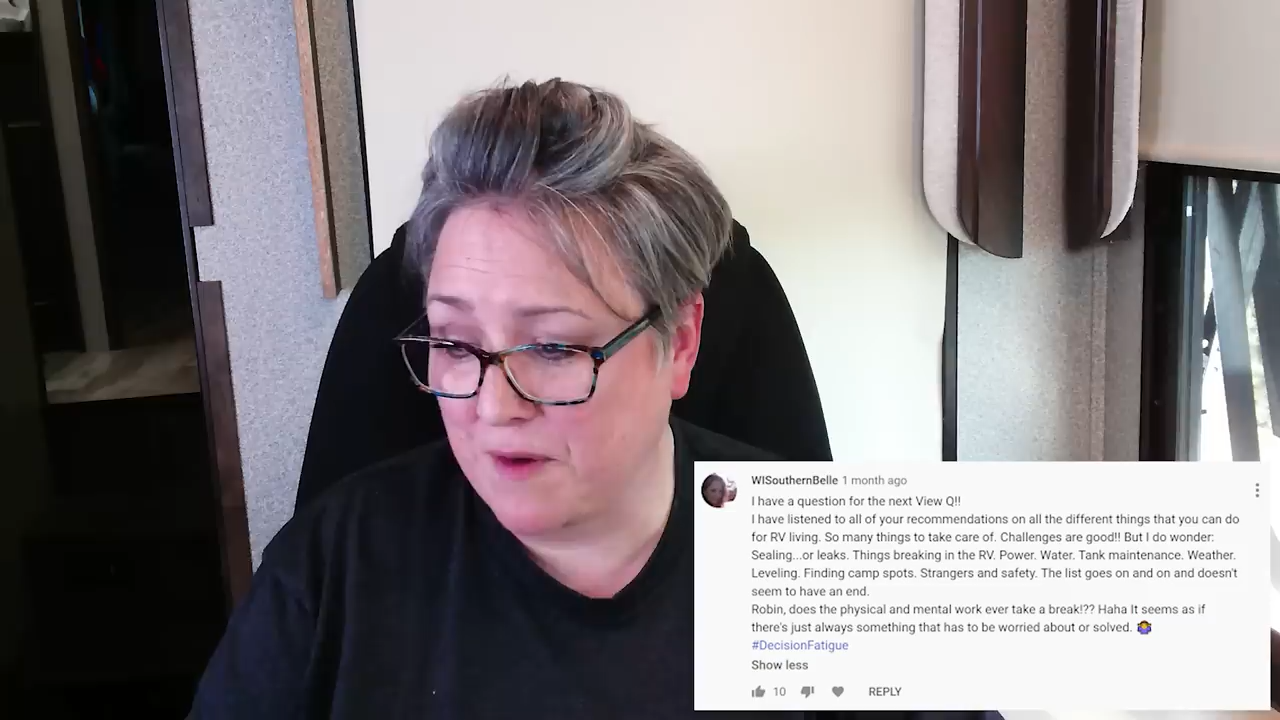 WISouthernBelle 1 month ago
I have a question for the next View Q!!
I have listened to all of your recommendations on all the different things that you can do
for RV living. So many things to take care of. Challenges are good!! But I do wonder:
Sealing...or leaks. Things breaking in the RV. Power. Water. Tank maintenance. Weather.
Leveling. Finding camp spots. Strangers and safety. The list goes on and on and doesn't
seem to have an end.
Robin, does the physical and mental work ever take a break!?? Haha It seems as if
there's just always something that has to be worried about or solved. 🤷‍♀️
#DecisionFatigue
Show less
10 REPLY